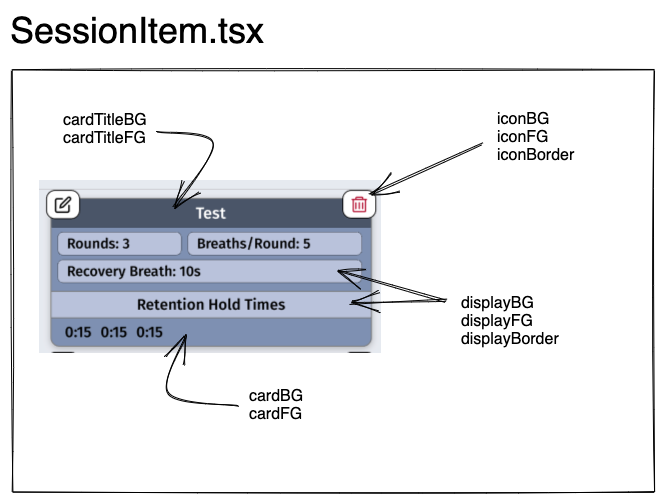 SessionItem.tsx
cardTitleBG
cardTitleFG
iconBG
iconFG
iconBorder
Test
Rounds: 3
Breaths/Round: 5
Recovery Breath: 10s
Retention Hold Times
0:15 0:15 0:15
displayBG
displayFG
displayBorder
cardBG
cardFG